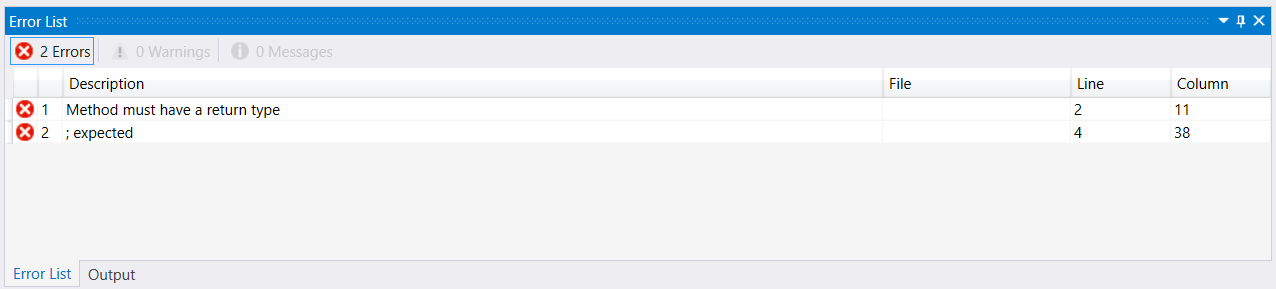 Error List
2 Errors 0 Warnings 0 Messages
Description File Line Column
1 Method must have a return type 2 11
2 ; expected 4 38
Error List Output